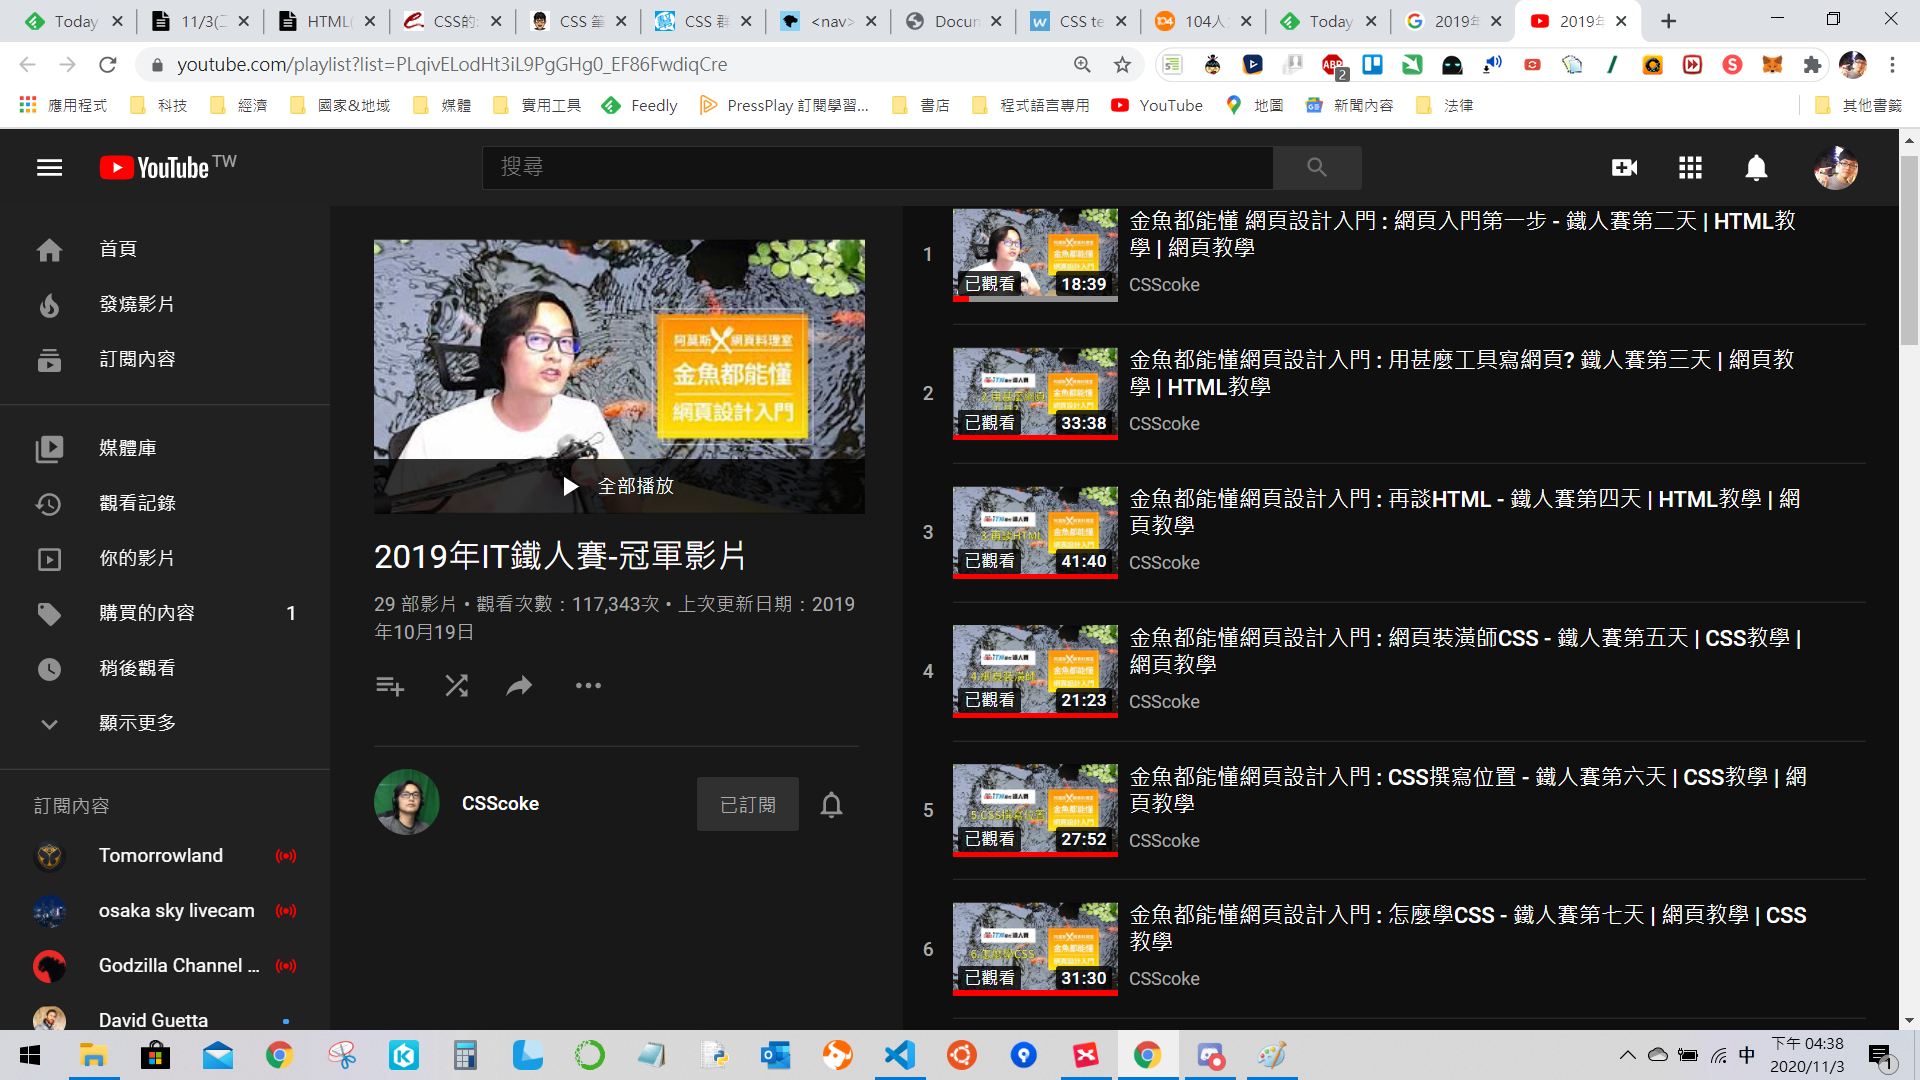 Today
11/3(工
HTML(
CSS的
CSS 筆
CSS 群
<nav>
Docun
CSS te
104人
Today
2019年
2019年
youtube.com/playlist?list=PLqivELodHt3iL9PgGHg0_EF86FwdiqCre
2
應用程式
科技
經濟
國家&地域
媒體
實用工具
Feedly
PressPlay 訂閱學習...
書店
程式語言專用
YouTube
地圖
新聞內容
法律
其他書籤
YouTube TW
搜尋
首頁
發燒影片
訂閱內容
媒體庫
觀看記錄
你的影片
購買的內容 1
稍後觀看
顯示更多
訂閱內容
Tomorrowland
osaka sky livecam
Godzilla Channel ...
David Guetta
阿莫斯 網頁料理室
金魚都能懂
網頁設計入門
全部播放
2019年IT鐵人賽-冠軍影片
29 部影片 • 觀看次數：117,343次 • 上次更新日期：2019
年10月19日
CSScoke
已訂閱
1
已觀看 18:39
金魚都能懂 網頁設計入門 : 網頁入門第一步 - 鐵人賽第二天 | HTML教
學 | 網頁教學
CSScoke
2
已觀看 33:38
金魚都能懂網頁設計入門 : 用甚麼工具寫網頁? 鐵人賽第三天 | 網頁教
學 | HTML教學
CSScoke
3
已觀看 41:40
金魚都能懂網頁設計入門 : 再談HTML - 鐵人賽第四天 | HTML教學 | 網
頁教學
CSScoke
4
已觀看 21:23
金魚都能懂網頁設計入門 : 網頁裝潢師CSS - 鐵人賽第五天 | CSS教學 |
網頁教學
CSScoke
5
已觀看 27:52
金魚都能懂網頁設計入門 : CSS撰寫位置 - 鐵人賽第六天 | CSS教學 | 網
頁教學
CSScoke
6
已觀看 31:30
金魚都能懂網頁設計入門 : 怎麼學CSS - 鐵人賽第七天 | 網頁教學 | CSS
教學
CSScoke
中
下午 04:38
2020/11/3
1